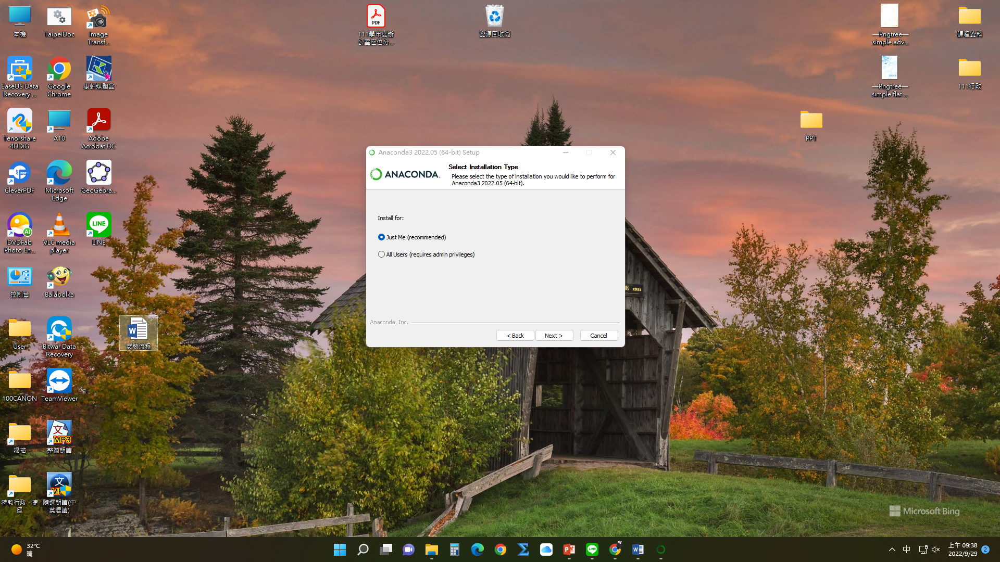 本機
TaipeiDoc
Image
Transf...
EaseUS Data
Recovery ...
Google
Chrome
康軒媒體盒
Tenorshare
4DDiG
A10
Adobe
Acrobat DC
CleverPDF
Microsoft
Edge
GeoGebra...
DVDFab
Photo En...
VLC media
player
LINE
控制台
Balabolka
User
Bitwar Data
Recovery
安裝流程
100CANON
TeamViewer
掃描
整篇朗讀
特教行政 - 捷
徑
隨選朗讀(中
英混讀)
111學年度辦
公室座位分...
資源回收筒
—Pngtree—
simple adv...
課程資料
—Pngtree—
simple flat ...
111行政
PPT
Anaconda3 2022.05 (64-bit) Setup
ANACONDA.
Select Installation Type
Please select the type of installation you would like to perform for
Anaconda3 2022.05 (64-bit).
Install for:
Just Me (recommended)
All Users (requires admin privileges)
Anaconda, Inc.
< Back
Next >
Cancel
E 1914
Microsoft Bing
32°C
晴
中
上午 09:38
2022/9/29
2